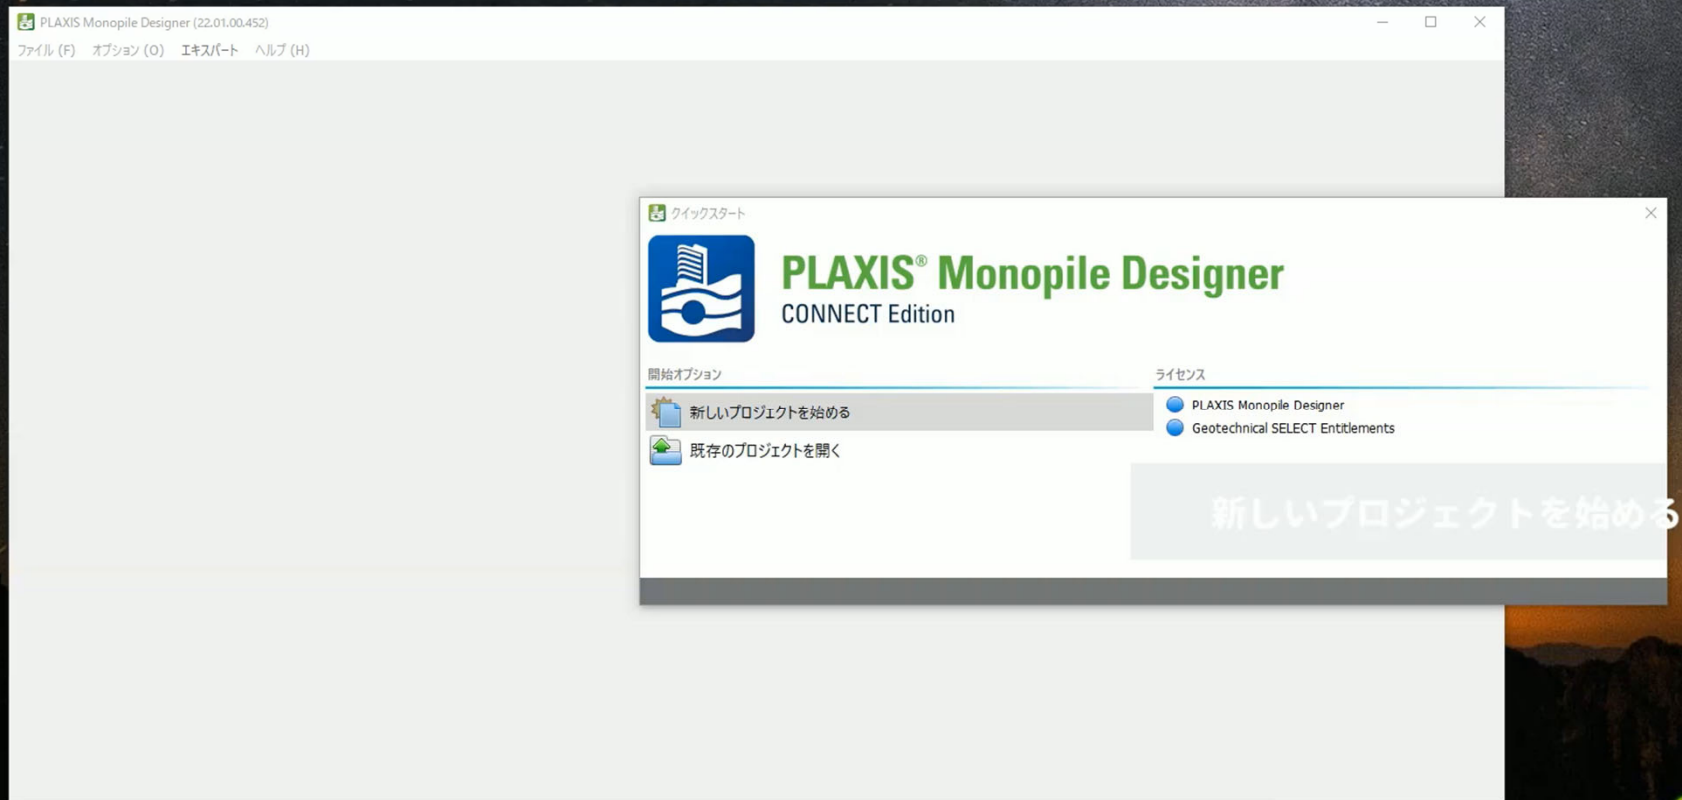 PLAXIS Monopile Designer (22.01.00.452)
ファイル (F) オプション (O) エキスパート ヘルプ (H)
クイックスタート
PLAXIS® Monopile Designer
CONNECT Edition
開始オプション
新しいプロジェクトを始める
既存のプロジェクトを開く
ライセンス
PLAXIS Monopile Designer
Geotechnical SELECT Entitlements
新しいプロジェクトを始める